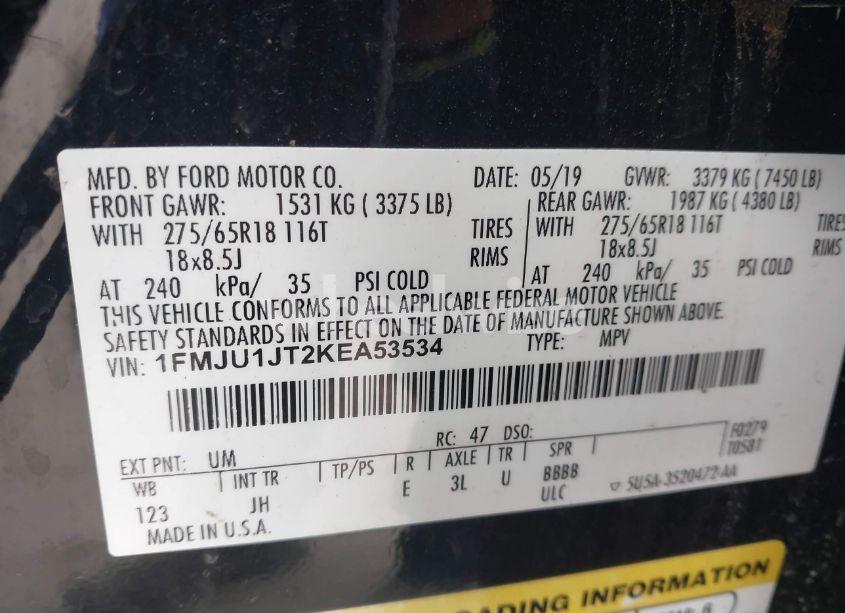 MFD. BY FORD MOTOR CO. DATE: 05/19 GVWR: 3379 KG (7450 LB)
FRONT GAWR: 1531 KG (3375 LB) REAR GAWR: 1987 KG (4380 LB)
WITH 275/65R18 116T TIRES WITH 275/65R18 116T TIRES
18x8.5J RIMS 18x8.5J RIMS
AT 240 kPa/ 35 PSI COLD AT 240 kPa/ 35 PSI COLD
THIS VEHICLE CONFORMS TO ALL APPLICABLE FEDERAL MOTOR VEHICLE
SAFETY STANDARDS IN EFFECT ON THE DATE OF MANUFACTURE SHOWN ABOVE.
VIN: 1FMJU1JT2KEA53534 TYPE: MPV
F0279
RC: 47 DSO: T0581
EXT PNT: UM
WB INT TR TP/PS R AXLE TR SPR
123 JH E 3L U BBBB
ULC 5U5A-3520472-AA
MADE IN U.S.A.
LOADING INFORMATION